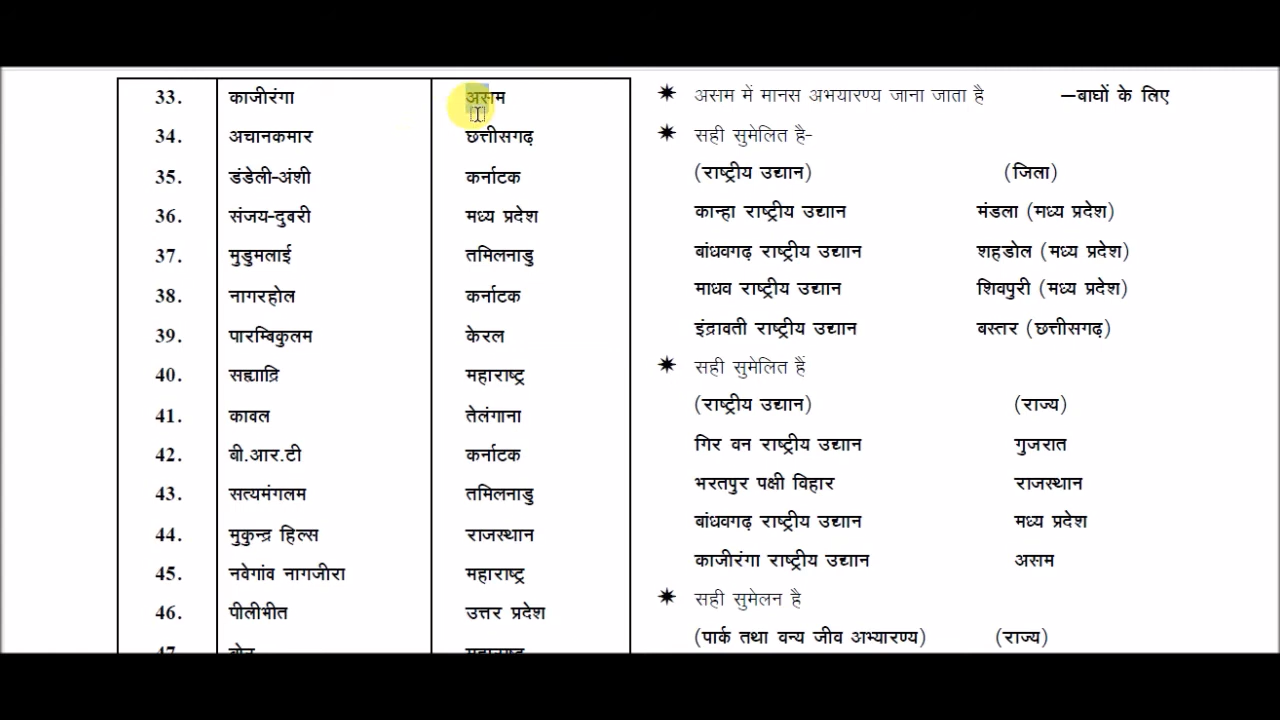 33. काजीरंगा असम
34. अचानकमार छत्तीसगढ़
35. डंडेली-अंशी कर्नाटक
36. संजय-दुबरी मध्य प्रदेश
37. मुडुमलाई तमिलनाडु
38. नागरहोल कर्नाटक
39. पारम्बिकुलम केरल
40. सह्याद्रि महाराष्ट्र
41. कावल तेलंगाना
42. बी.आर.टी कर्नाटक
43. सत्यमंगलम तमिलनाडु
44. मुकुन्द्र हिल्स राजस्थान
45. नवेगांव नागजीरा महाराष्ट्र
46. पीलीभीत उत्तर प्रदेश
47. बोर महाराष्ट्र
✷ असम में मानस अभयारण्य जाना जाता है –बाघों के लिए
✷ सही सुमेलित है-
(राष्ट्रीय उद्यान) (जिला)
कान्हा राष्ट्रीय उद्यान मंडला (मध्य प्रदेश)
बांधवगढ़ राष्ट्रीय उद्यान शहडोल (मध्य प्रदेश)
माधव राष्ट्रीय उद्यान शिवपुरी (मध्य प्रदेश)
इंद्रावती राष्ट्रीय उद्यान बस्तर (छत्तीसगढ़)
✷ सही सुमेलित हैं
(राष्ट्रीय उद्यान) (राज्य)
गिर वन राष्ट्रीय उद्यान गुजरात
भरतपुर पक्षी विहार राजस्थान
बांधवगढ़ राष्ट्रीय उद्यान मध्य प्रदेश
काजीरंगा राष्ट्रीय उद्यान असम
✷ सही सुमेलन है
(पार्क तथा वन्य जीव अभ्यारण्य) (राज्य)